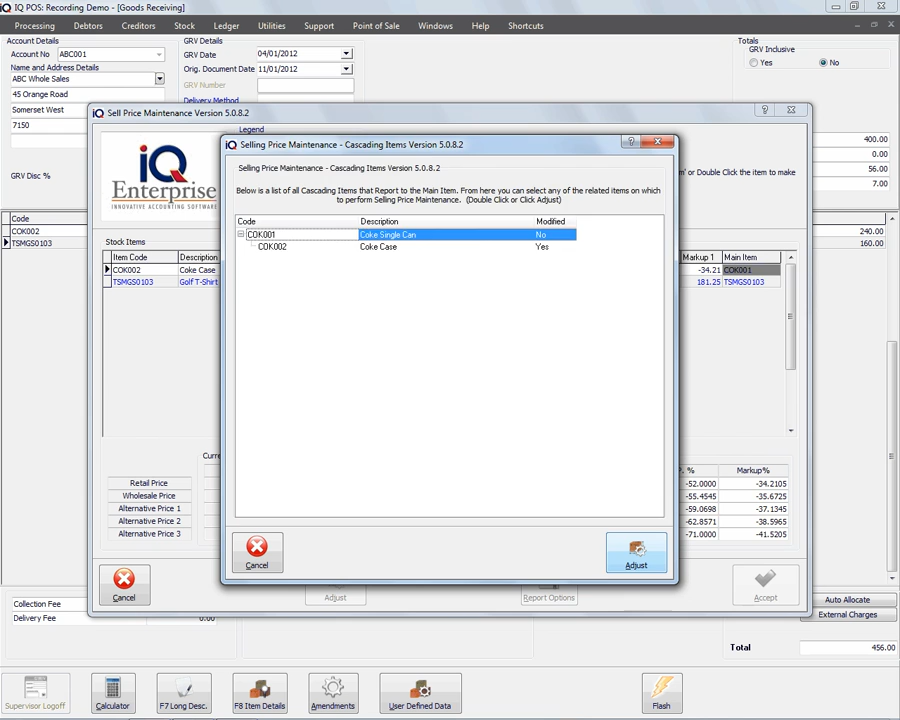 IQ POS: Recording Demo - [Goods Receiving]
Processing Debtors Creditors Stock Ledger Utilities Support Point of Sale Windows Help Shortcuts
Account Details
Account No ABC001
Name and Address Details
ABC Whole Sales
45 Orange Road
Somerset West
7150
GRV Disc %
GRV Details
GRV Date 04/01/2012
Orig. Document Date 11/01/2012
GRV Number
Delivery Method
Totals
GRV Inclusive
Yes No
400.00
0.00
56.00
7.00
Code
COK002 240.00
TSMGS0103 160.00
Sell Price Maintenance Version 5.0.8.2
Legend
iQ
Enterprise
INNOVATIVE ACCOUNTING SOFTWARE
m' or Double Click the item to make
Stock Items
Item Code Description Markup 1 Main Item
COK002 Coke Case -34.21 COK001
TSMGS0103 Golf T-Shirt 181.25 TSMGS0103
Curre
P. % Markup%
Retail Price -52.0000 -34.2105
Wholesale Price -55.4545 -35.6725
Alternative Price 1 -59.0698 -37.1345
Alternative Price 2 -62.8571 -38.5965
Alternative Price 3 -71.0000 -41.5205
Cancel Adjust Report Options Accept
Selling Price Maintenance - Cascading Items Version 5.0.8.2
Selling Price Maintenance - Cascading Items Version 5.0.8.2
Below is a list of all Cascading Items that Report to the Main Item. From here you can select any of the related items on which
to perform Selling Price Maintenance. (Double Click or Click Adjust)
Code Description Modified
COK001 Coke Single Can No
COK002 Coke Case Yes
Cancel Adjust
Collection Fee
Delivery Fee 0.00
Auto Allocate
External Charges
Total 456.00
Supervisor Logoff Calculator F7 Long Desc. F8 Item Details Amendments User Defined Data Flash